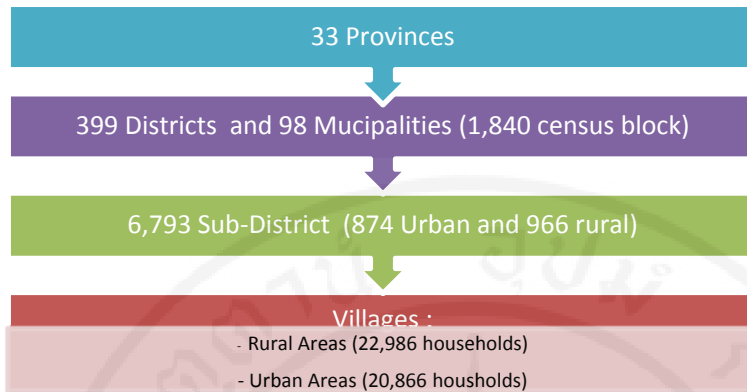 33 Provinces
399 Districts and 98 Mucipalities (1,840 census block)
6,793 Sub-District (874 Urban and 966 rural)
Villages :
- Rural Areas (22,986 households)
- Urban Areas (20,866 housholds)